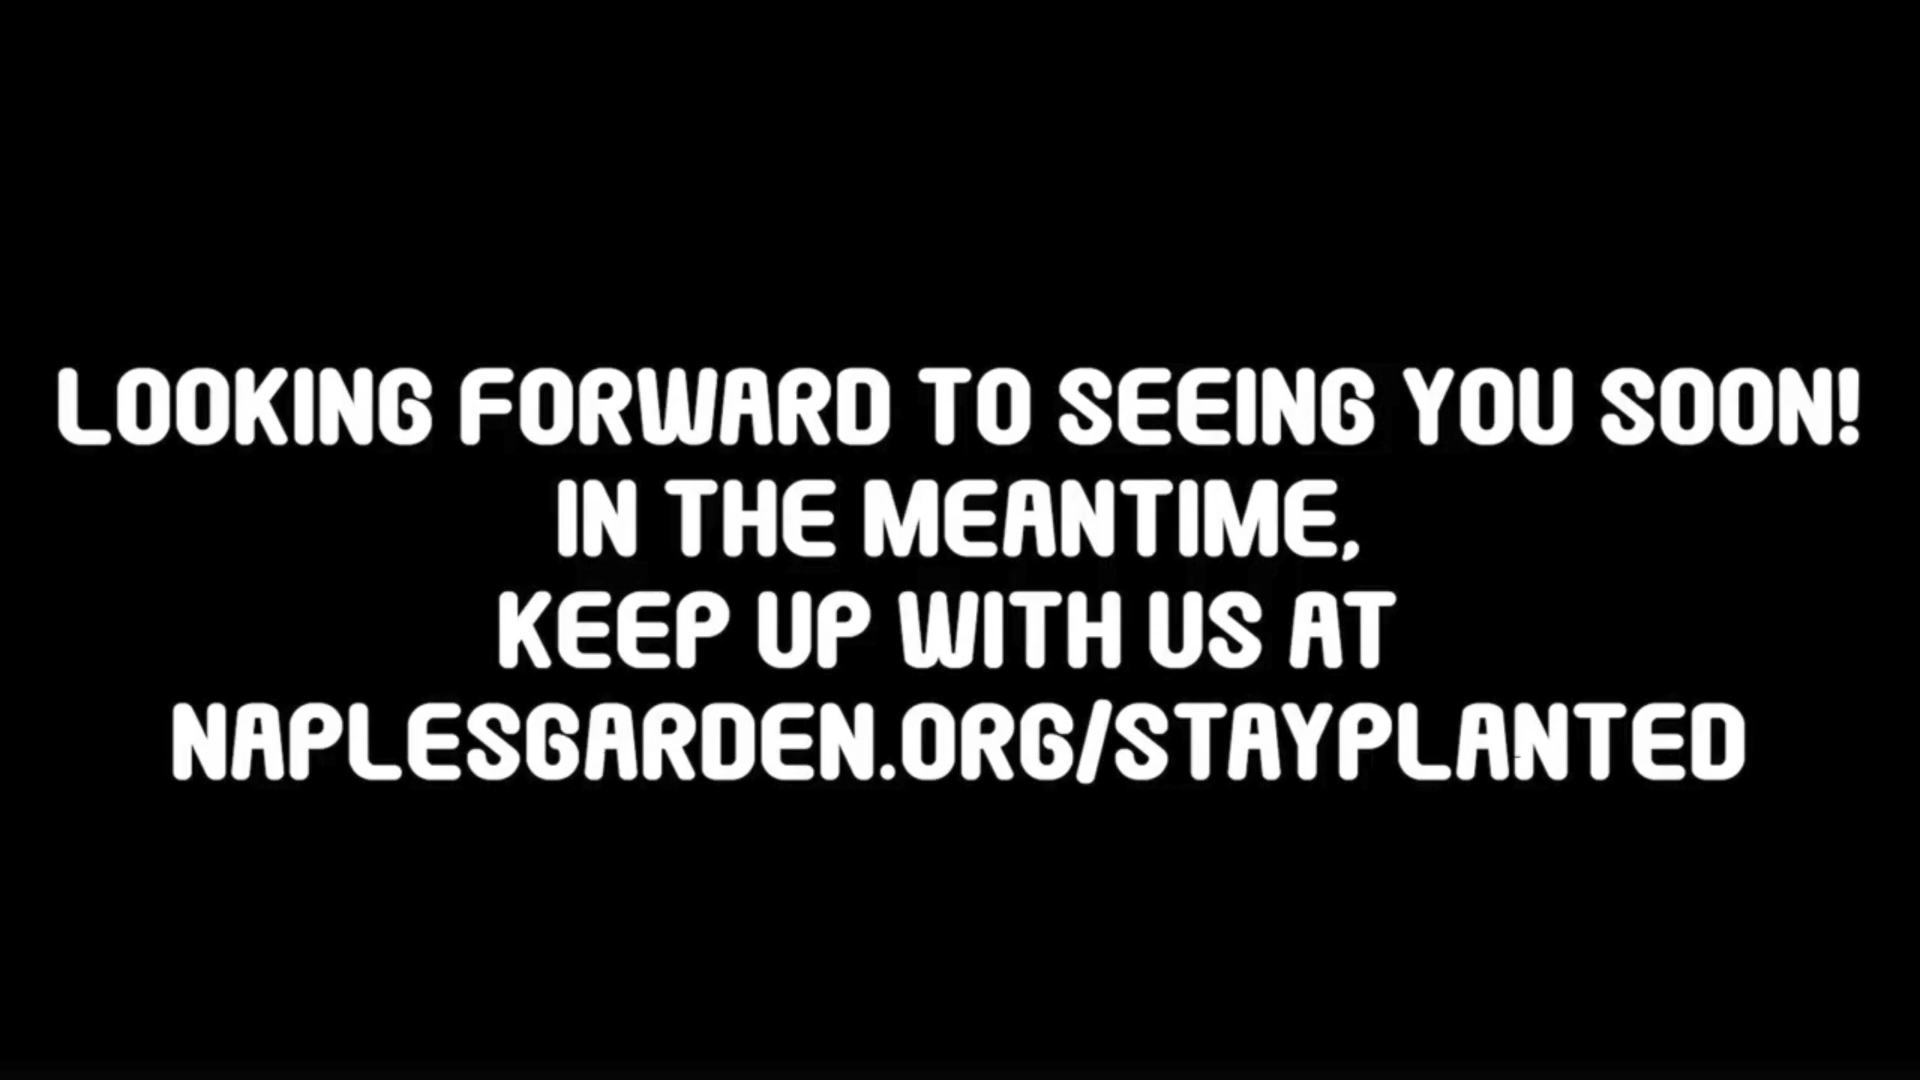 LOOKING FORWARD TO SEEING YOU SOON!
IN THE MEANTIME,
KEEP UP WITH US AT
NAPLESGARDEN.ORG/STAYPLANTED